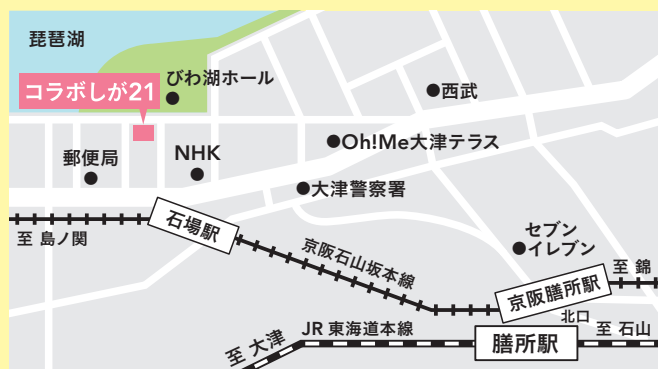 琵琶湖
びわ湖ホール
コラボしが21
西武
郵便局
NHK
Oh!Me大津テラス
大津警察署
石場駅
至 島ノ関
京阪石山坂本線
セブン
イレブン
至 錦
京阪膳所駅
北口
JR 東海道本線
至 石山
膳所駅
至 大津